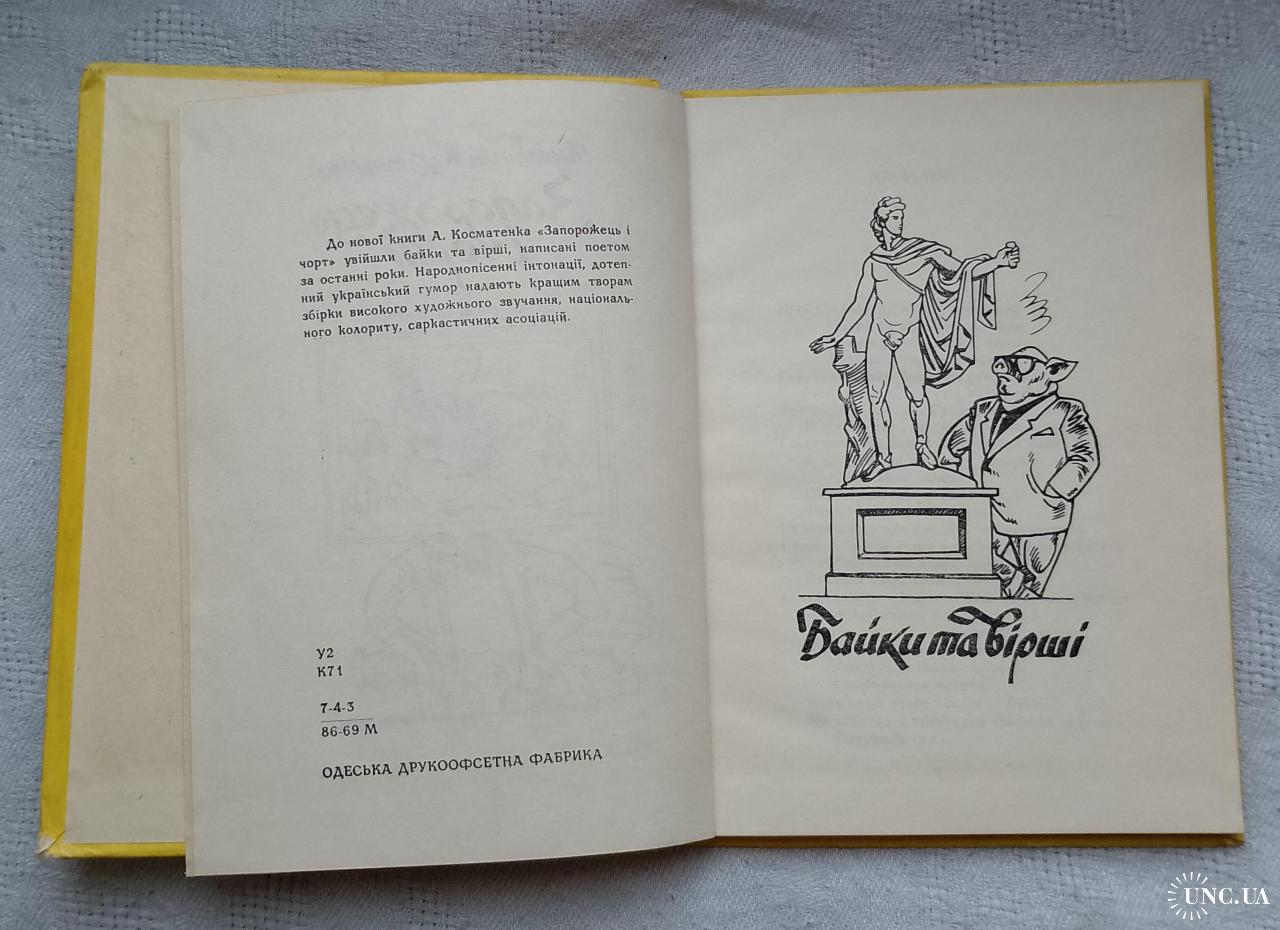 До нової книги А. Косматенка «Запорожець і
чорт» увійшли байки та вірші, написані поетом
за останні роки. Народнопісенні інтонації, дотеп-
ний український гумор надають кращим творам
збірки високого художнього звучання, національ-
ного колориту, саркастичних асоціацій.
У2
К71
7-4-3
86-69 М
ОДЕСЬКА ДРУКООФСЕТНА ФАБРИКА
Байки та вірші
UNC.UA